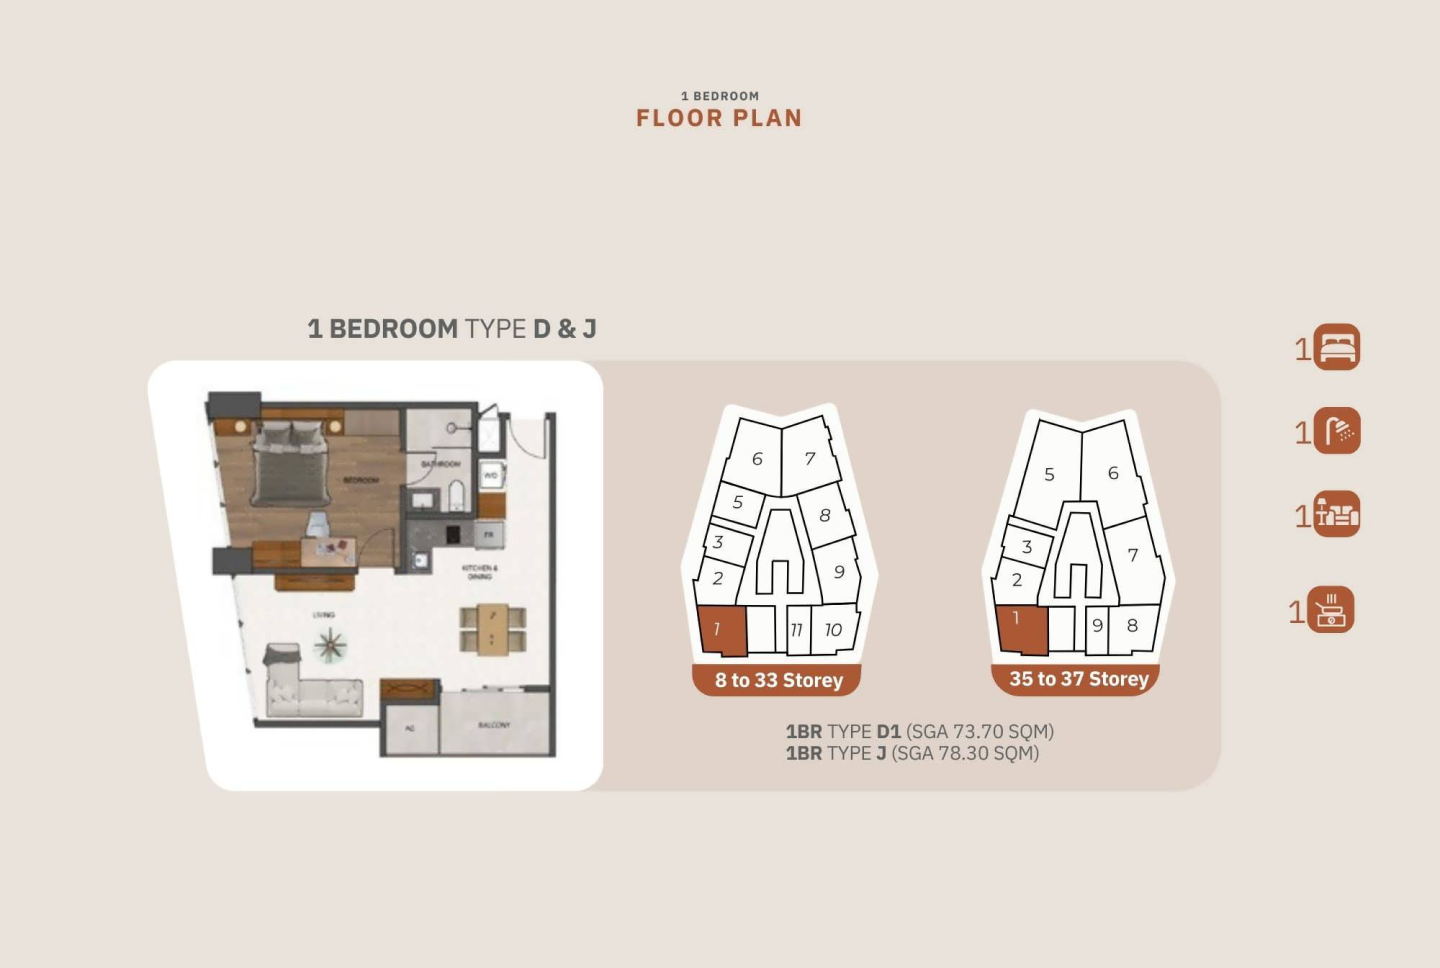 1 BEDROOM
FLOOR PLAN
1 BEDROOM TYPE D & J
BEDROOM
BATHROOM
WD
FR
KITCHEN &
DINING
LIVING
AC
BALCONY
6
7
5
8
3
2
9
1
11
10
8 to 33 Storey
5
6
3
7
2
1
9
8
35 to 37 Storey
1BR TYPE D1 (SGA 73.70 SQM)
1BR TYPE J (SGA 78.30 SQM)
1
1
1
1